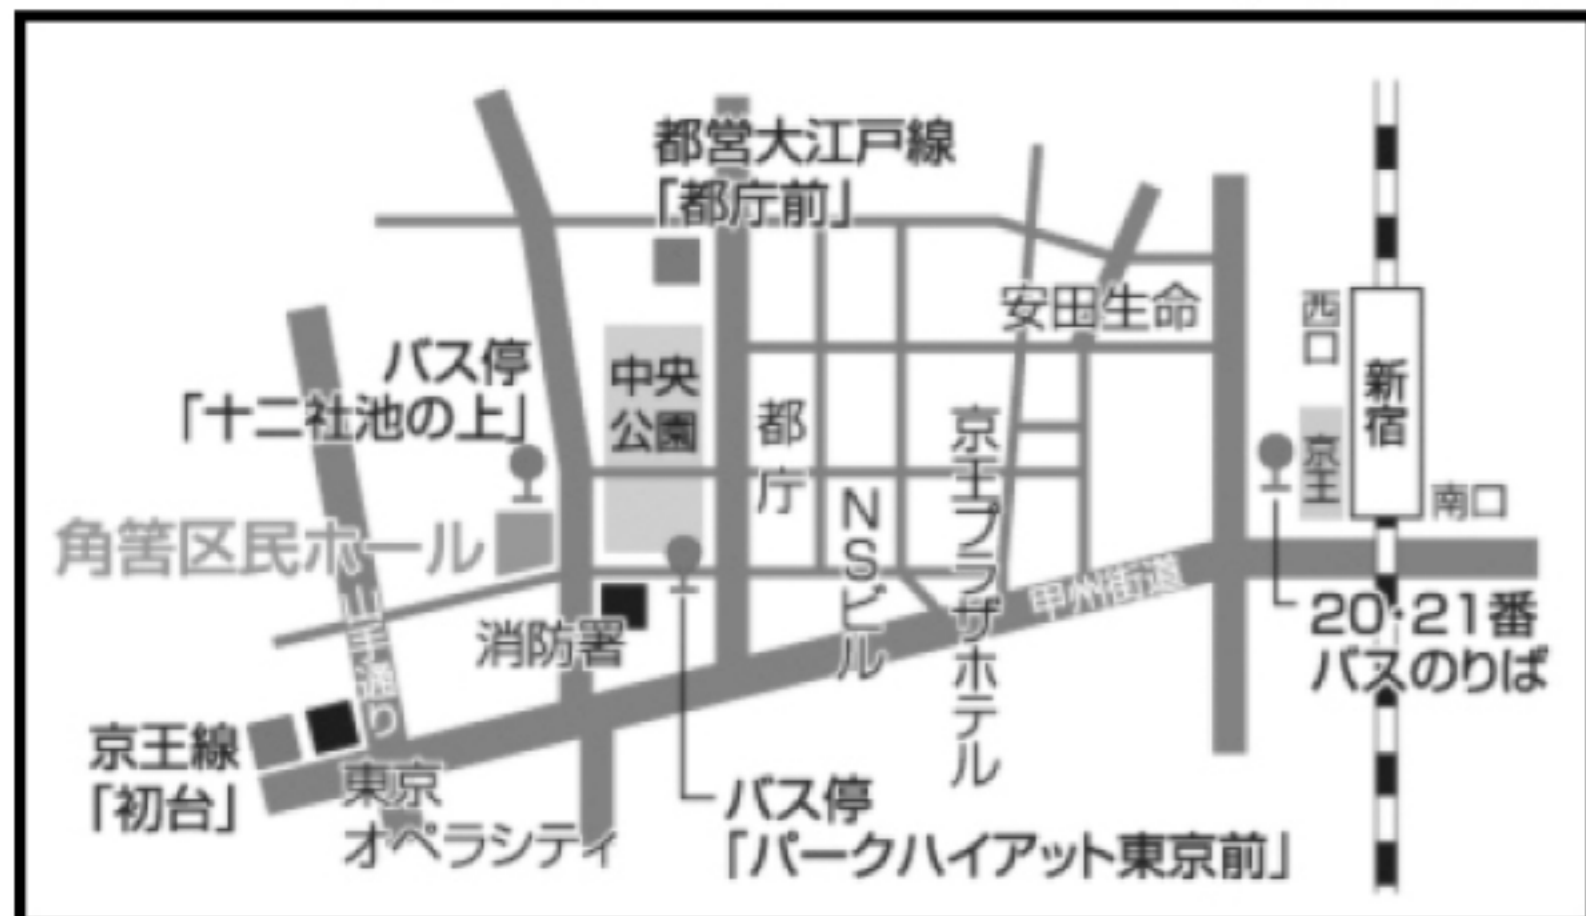 都営大江戸線
「都庁前」
安田生命
西口
新宿
バス停
「十二社池の上」
中央
公園
都庁
京王プラザホテル
京王
南口
NSビル
角筈区民ホール
甲州街道
山手通り
消防署
20・21番
バスのりば
京王線
「初台」
東京
オペラシティ
バス停
「パークハイアット東京前」